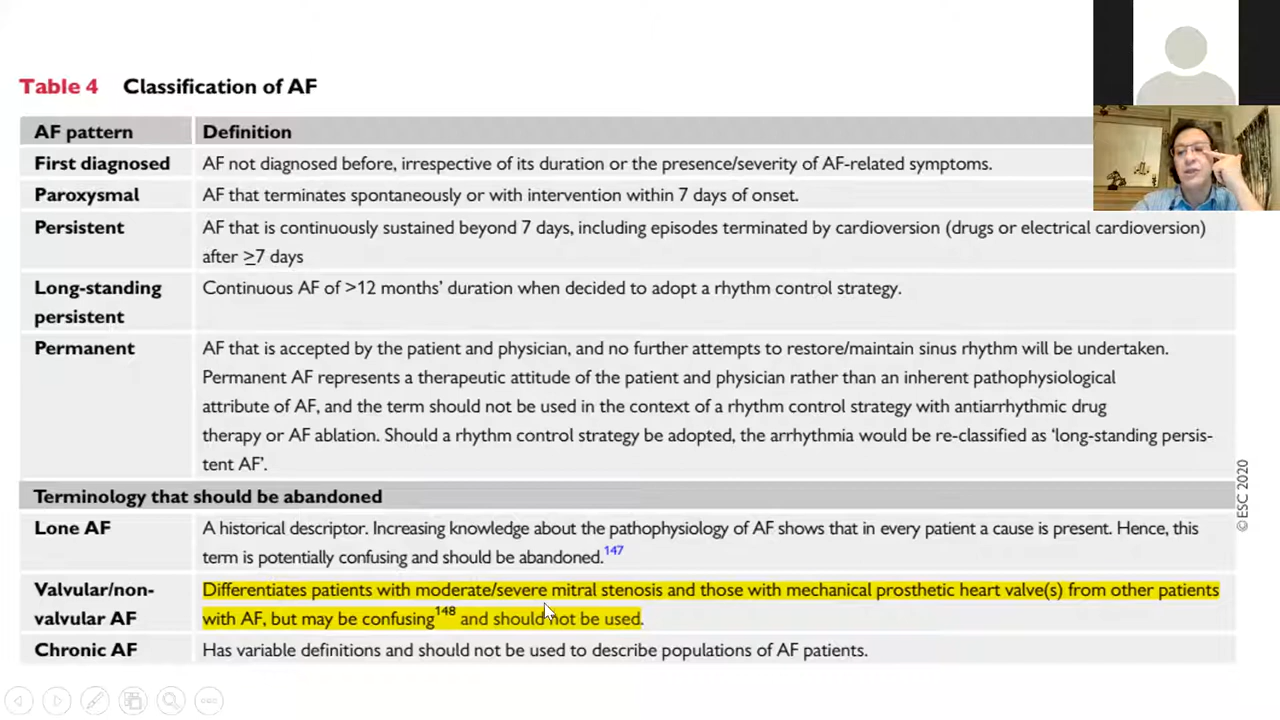 Table 4 Classification of AF
AF pattern Definition
First diagnosed AF not diagnosed before, irrespective of its duration or the presence/severity of AF-related symptoms.
Paroxysmal AF that terminates spontaneously or with intervention within 7 days of onset.
Persistent AF that is continuously sustained beyond 7 days, including episodes terminated by cardioversion (drugs or electrical cardioversion)
after ≥7 days
Long-standing Continuous AF of >12 months’ duration when decided to adopt a rhythm control strategy.
persistent
Permanent AF that is accepted by the patient and physician, and no further attempts to restore/maintain sinus rhythm will be undertaken.
Permanent AF represents a therapeutic attitude of the patient and physician rather than an inherent pathophysiological
attribute of AF, and the term should not be used in the context of a rhythm control strategy with antiarrhythmic drug
therapy or AF ablation. Should a rhythm control strategy be adopted, the arrhythmia would be re-classified as ‘long-standing persis-
tent AF’.
Terminology that should be abandoned
Lone AF A historical descriptor. Increasing knowledge about the pathophysiology of AF shows that in every patient a cause is present. Hence, this
term is potentially confusing and should be abandoned.147
Valvular/non- Differentiates patients with moderate/severe mitral stenosis and those with mechanical prosthetic heart valve(s) from other patients
valvular AF with AF, but may be confusing148 and should not be used.
Chronic AF Has variable definitions and should not be used to describe populations of AF patients.
© ESC 2020